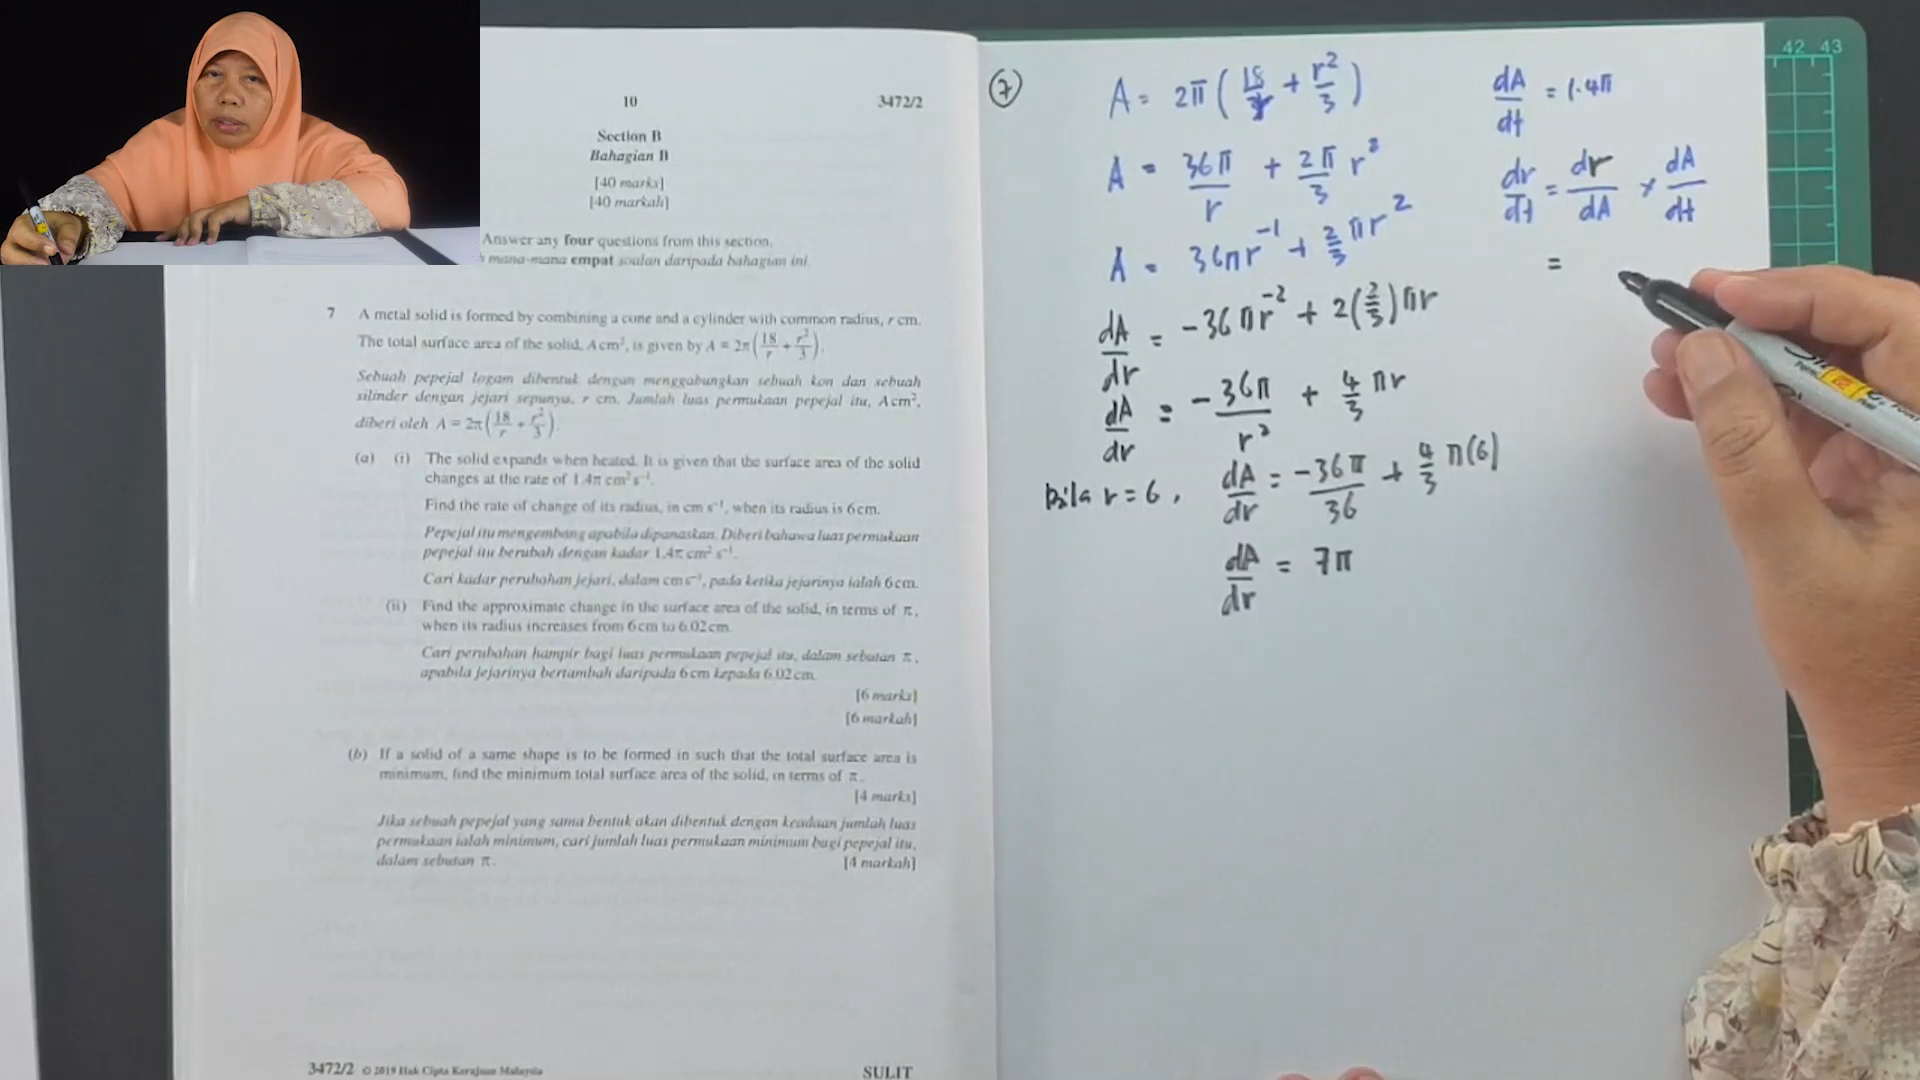 10
3472/2
Section B
Bahagian B
[40 marks]
[40 markah]
Answer any four questions from this section.
mana-mana empat soalan daripada bahagian ini.
7 A metal solid is formed by combining a cone and a cylinder with common radius, r cm.
The total surface area of the solid, A cm², is given by A = 2π(18/r + r²/3).
Sebuah pepejal logam dibentuk dengan menggabungkan sebuah kon dan sebuah
silinder dengan jejari sepunya, r cm. Jumlah luas permukaan pepejal itu, A cm²,
diberi oleh A = 2π(18/r + r²/3).
(a) (i) The solid expands when heated. It is given that the surface area of the solid
changes at the rate of 1.4π cm² s⁻¹.
Find the rate of change of its radius, in cm s⁻¹, when its radius is 6 cm.
Pepejal itu mengembang apabila dipanaskan. Diberi bahawa luas permukaan
pepejal itu berubah dengan kadar 1.4π cm² s⁻¹.
Cari kadar perubahan jejari, dalam cm s⁻¹, pada ketika jejarinya ialah 6 cm.
(ii) Find the approximate change in the surface area of the solid, in terms of π,
when its radius increases from 6 cm to 6.02 cm.
Cari perubahan hampir bagi luas permukaan pepejal itu, dalam sebutan π,
apabila jejarinya bertambah daripada 6 cm kepada 6.02 cm.
[6 marks]
[6 markah]
(b) If a solid of a same shape is to be formed in such that the total surface area is
minimum, find the minimum total surface area of the solid, in terms of π.
[4 marks]
Jika sebuah pepejal yang sama bentuk akan dibentuk dengan keadaan jumlah luas
permukaan ialah minimum, cari jumlah luas permukaan minimum bagi pepejal itu,
dalam sebutan π.
[4 markah]
3472/2 © 2019 Hak Cipta Kerajaan Malaysia
SULIT
7
A = 2π(18/r + r²/3)
A = 36π/r + 2π/3 r²
A = 36πr⁻¹ + 2/3 πr²
dA/dr = -36πr⁻² + 2(2/3)πr
dA/dr = -36π/r² + 4/3 πr
Bila r = 6, dA/dr = -36π/36 + 4/3 π(6)
dA/dr = 7π
dA/dt = 1.4π
dr/dt = dr/dA × dA/dt
=
42 43